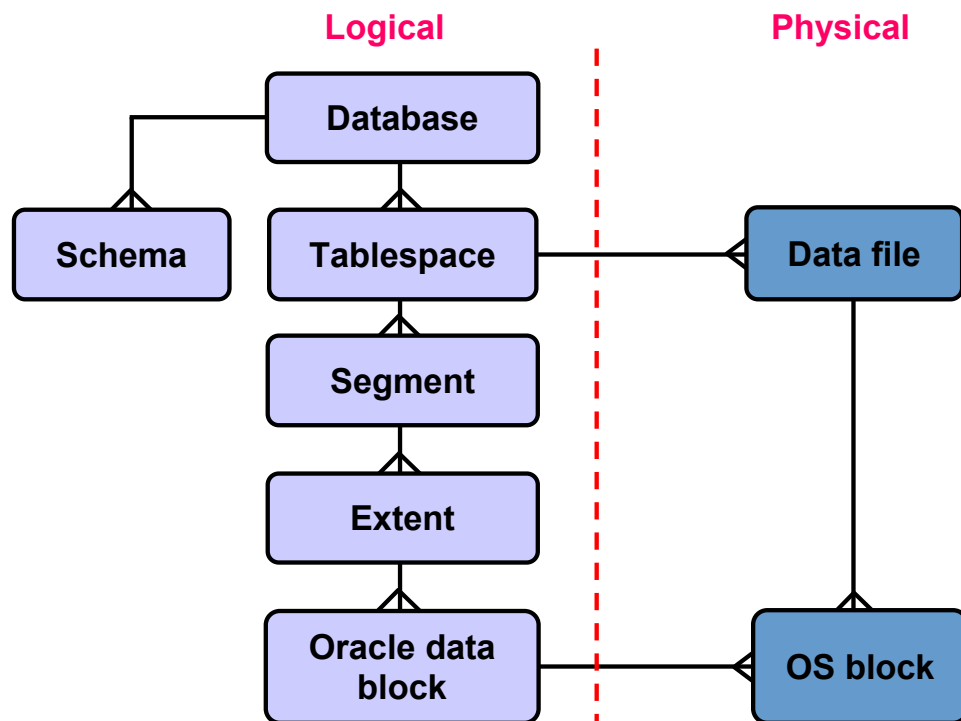 Logical
Physical
Database
Schema
Tablespace
Data file
Segment
Extent
Oracle data
block
OS block